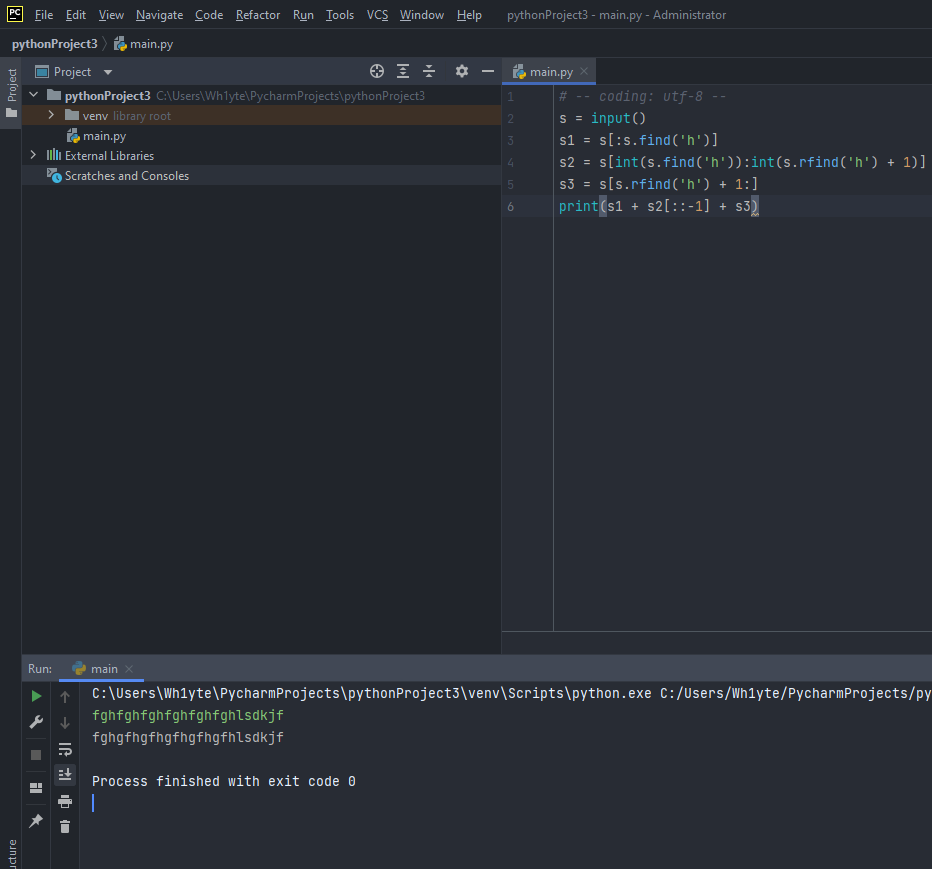 PC File Edit View Navigate Code Refactor Run Tools VCS Window Help pythonProject3 - main.py - Administrator
pythonProject3 main.py
Project
Project
main.py
pythonProject3 C:\Users\Wh1yte\PycharmProjects\pythonProject3
venv library root
main.py
External Libraries
Scratches and Consoles
1 # -- coding: utf-8 --
2 s = input()
3 s1 = s[:s.find('h')]
4 s2 = s[int(s.find('h')):int(s.rfind('h') + 1)]
5 s3 = s[s.rfind('h') + 1:]
6 print(s1 + s2[::-1] + s3)
Run: main
C:\Users\Wh1yte\PycharmProjects\pythonProject3\venv\Scripts\python.exe C:/Users/Wh1yte/PycharmProjects/py
fghfghfghfghfghfghlsdkjf
fghgfhgfhgfhgfhgfhlsdkjf
Process finished with exit code 0
ucture